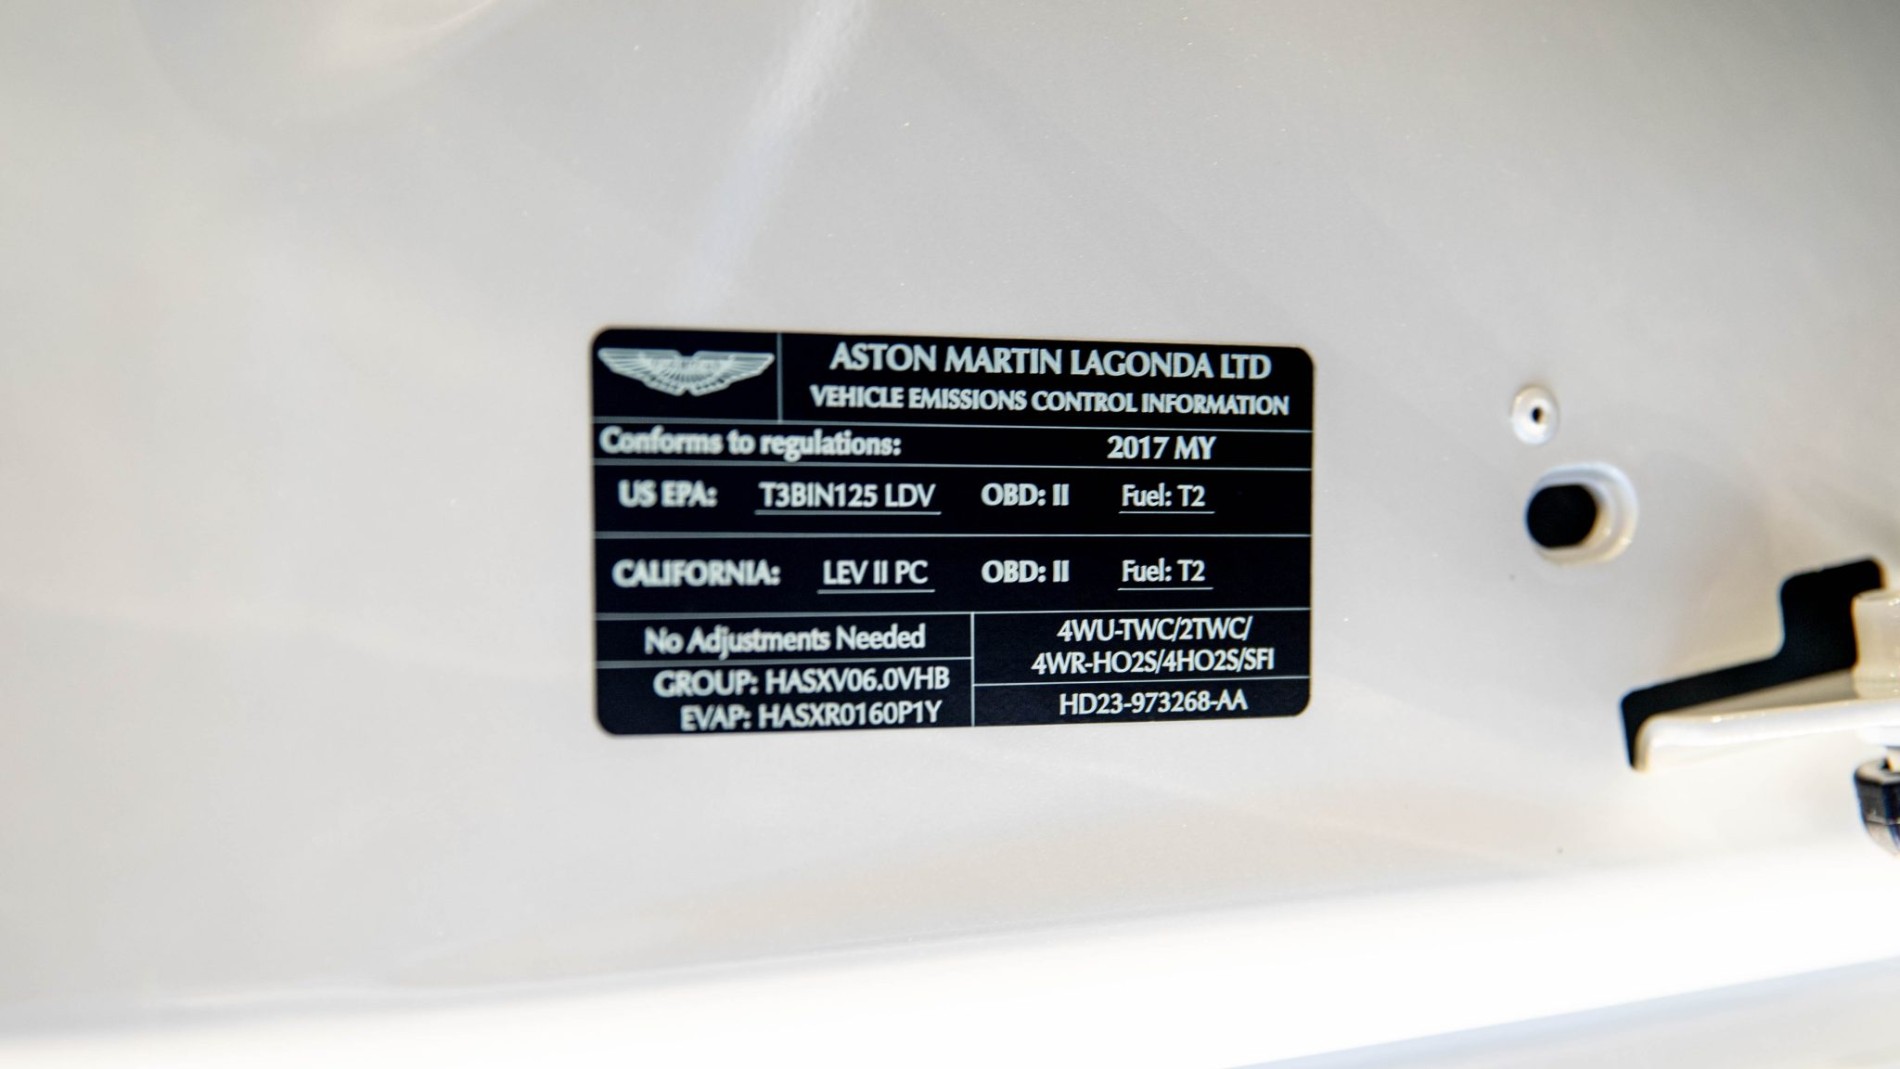 ASTON MARTIN LAGONDA LTD
VEHICLE EMISSIONS CONTROL INFORMATION
Conforms to regulations: 2017 MY
US EPA: T3BIN125 LDV OBD: II Fuel: T2
CALIFORNIA: LEV II PC OBD: II Fuel: T2
No Adjustments Needed
GROUP: HASXV06.0VHB
EVAP: HASXR0160P1Y
4WU-TWC/2TWC/
4WR-HO2S/4HO2S/SFI
HD23-973268-AA